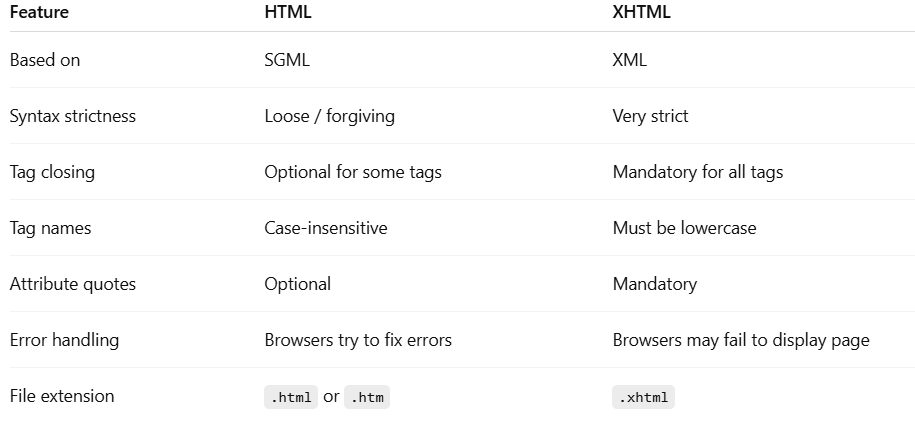 Feature HTML XHTML
Based on SGML XML
Syntax strictness Loose / forgiving Very strict
Tag closing Optional for some tags Mandatory for all tags
Tag names Case-insensitive Must be lowercase
Attribute quotes Optional Mandatory
Error handling Browsers try to fix errors Browsers may fail to display page
File extension .html or .htm .xhtml